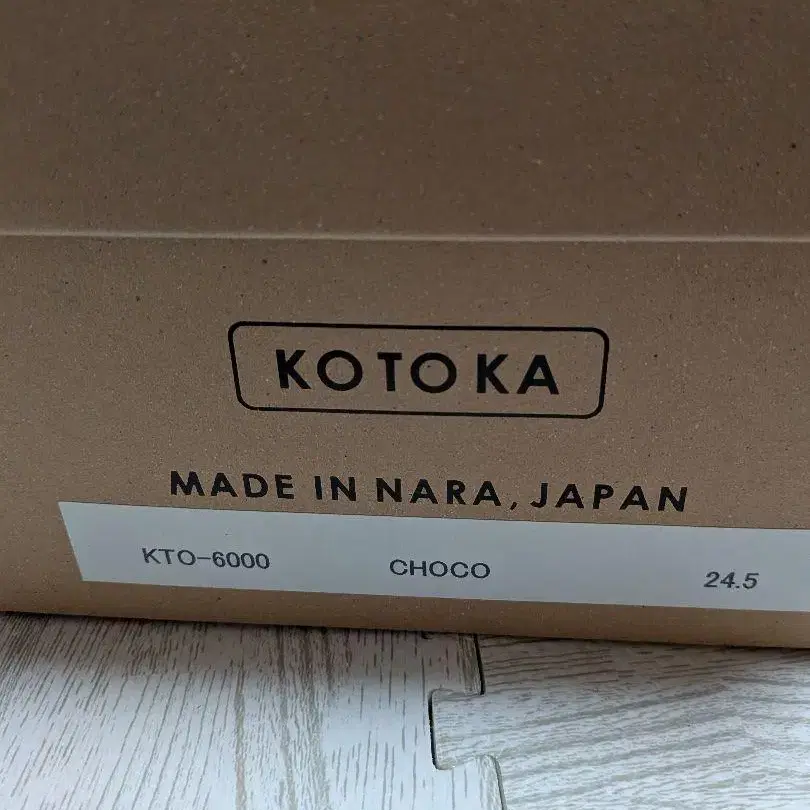 KOTOKA
MADE IN NARA, JAPAN
KTO-6000 CHOCO 24.5